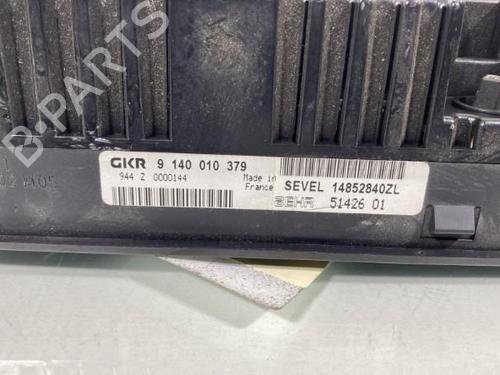 B-PARTS
GKR 9 140 010 379
944 Z 0000144
Made in
France
SEVEL 14852840ZL
BEHR 51426 01